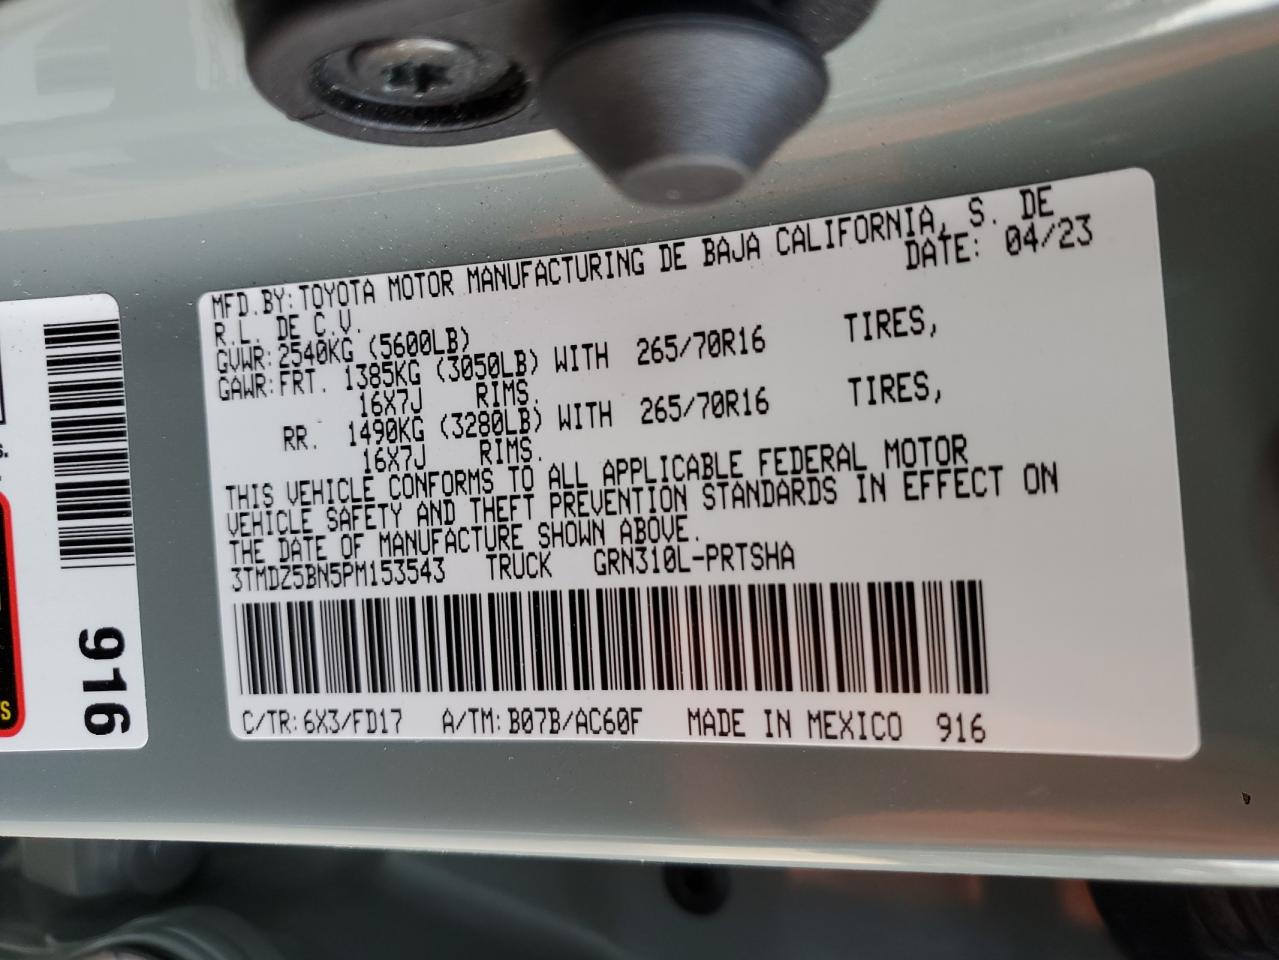 MFD.BY:TOYOTA MOTOR MANUFACTURING DE BAJA CALIFORNIA, S. DE
R.L. DE C.V. DATE: 04/23
GVWR:2540KG (5600LB)
GAWR:FRT. 1385KG (3050LB) WITH 265/70R16 TIRES,
16X7J RIMS.
RR. 1490KG (3280LB) WITH 265/70R16 TIRES,
16X7J RIMS.
THIS VEHICLE CONFORMS TO ALL APPLICABLE FEDERAL MOTOR
VEHICLE SAFETY AND THEFT PREVENTION STANDARDS IN EFFECT ON
THE DATE OF MANUFACTURE SHOWN ABOVE.
3TMDZ5BN5PM153543 TRUCK GRN310L-PRTSHA
C/TR:6X3/FD17 A/TM:B07B/AC60F MADE IN MEXICO 916
916